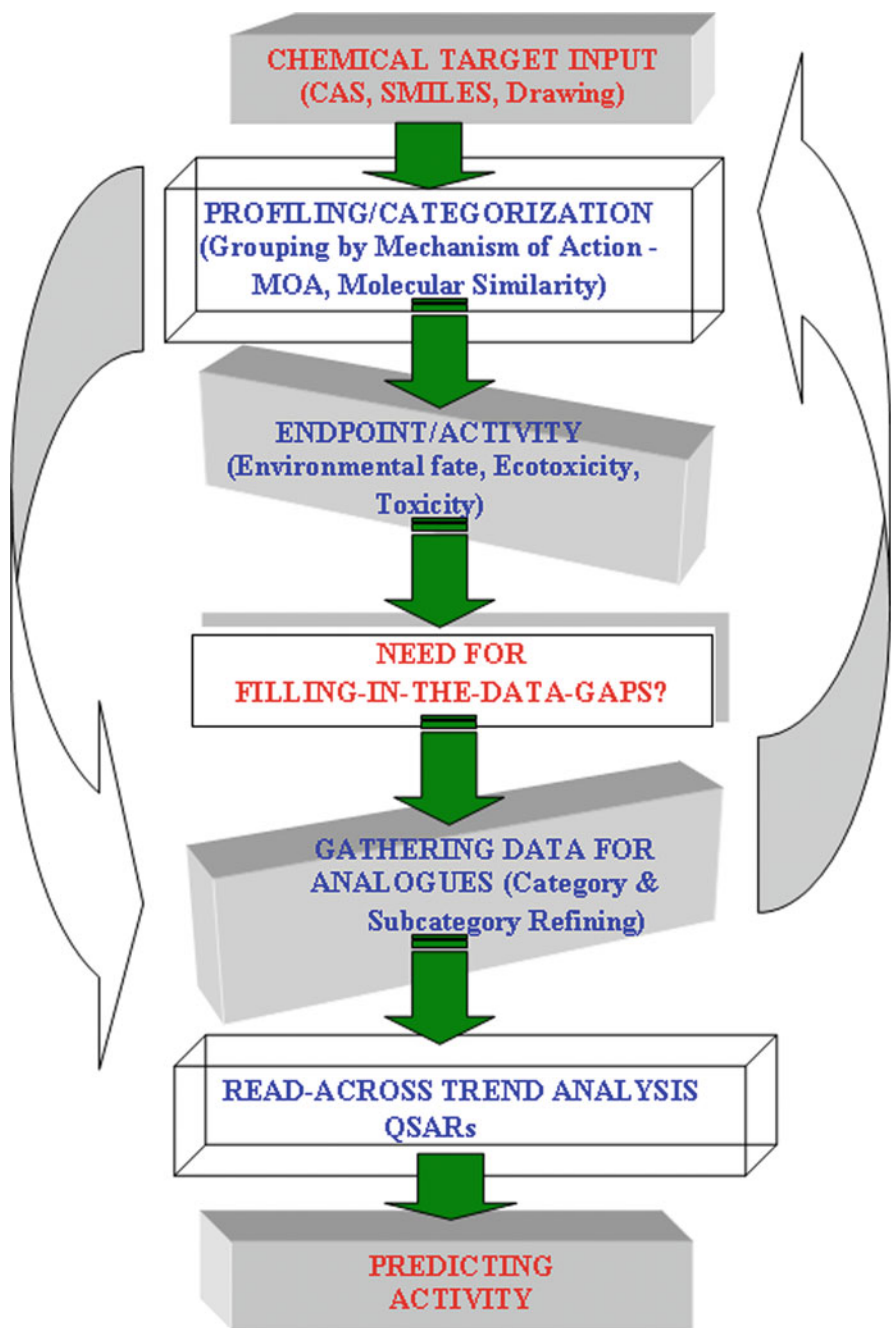 CHEMICAL TARGET INPUT
(CAS, SMILES, Drawing)
PROFILING/CATEGORIZATION
(Grouping by Mechanism of Action -
MOA, Molecular Similarity)
ENDPOINT/ACTIVITY
(Environmental fate, Ecotoxicity,
Toxicity)
NEED FOR
FILLING-IN-THE-DATA-GAPS?
GATHERING DATA FOR
ANALOGUES (Category &
Subcategory Refining)
READ-ACROSS TREND ANALYSIS
QSARs
PREDICTING
ACTIVITY